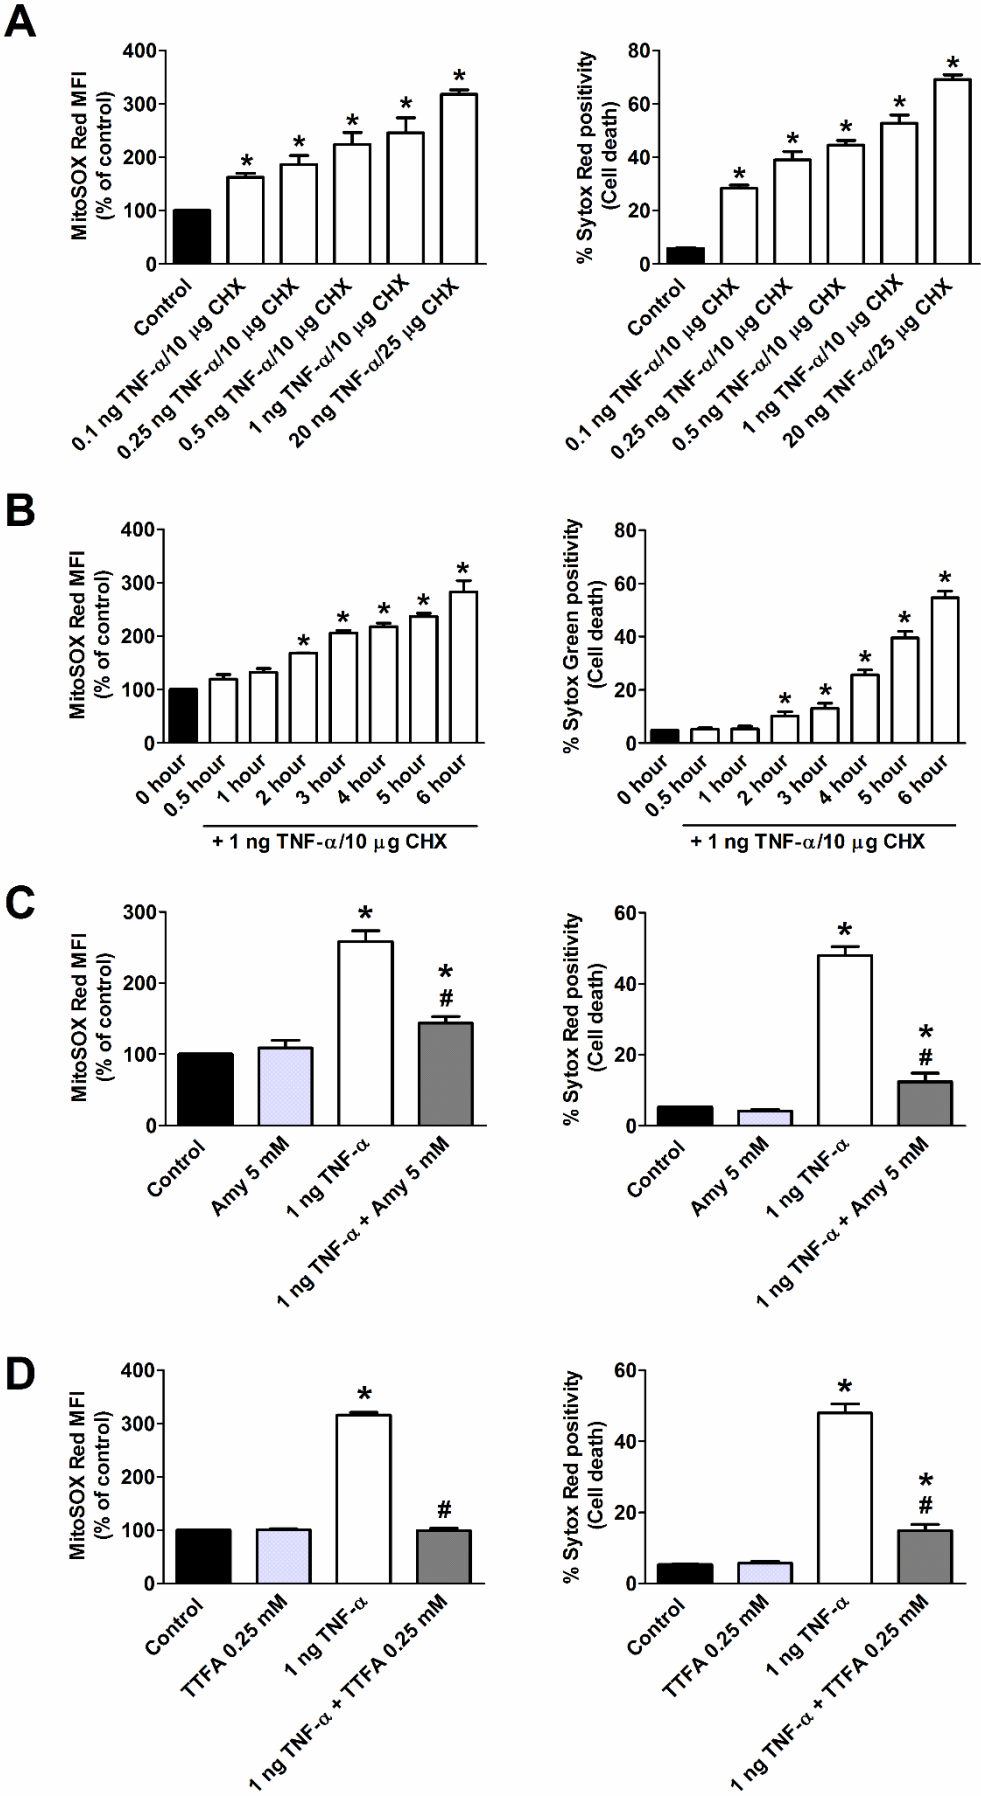 A
MitoSOX Red MFI
(% of control)
400
300
200
100
0
*
*
*
*
*
Control
0.1 ng TNF-α/10 μg CHX
0.25 ng TNF-α/10 μg CHX
0.5 ng TNF-α/10 μg CHX
1 ng TNF-α/10 μg CHX
20 ng TNF-α/25 μg CHX
% Sytox Red positivity
(Cell death)
80
60
40
20
0
*
*
*
*
*
Control
0.1 ng TNF-α/10 μg CHX
0.25 ng TNF-α/10 μg CHX
0.5 ng TNF-α/10 μg CHX
1 ng TNF-α/10 μg CHX
20 ng TNF-α/25 μg CHX
B
MitoSOX Red MFI
(% of control)
400
300
200
100
0
*
*
*
*
*
0 hour
0.5 hour
1 hour
2 hour
3 hour
4 hour
5 hour
6 hour
+ 1 ng TNF-α/10 μg CHX
% Sytox Green positivity
(Cell death)
80
60
40
20
0
*
*
*
*
*
0 hour
0.5 hour
1 hour
2 hour
3 hour
4 hour
5 hour
6 hour
+ 1 ng TNF-α/10 μg CHX
C
MitoSOX Red MFI
(% of control)
300
200
100
0
*
*
#
Control
Amy 5 mM
1 ng TNF-α
1 ng TNF-α + Amy 5 mM
% Sytox Red positivity
(Cell death)
60
40
20
0
*
*
#
Control
Amy 5 mM
1 ng TNF-α
1 ng TNF-α + Amy 5 mM
D
MitoSOX Red MFI
(% of control)
400
300
200
100
0
*
#
Control
TTFA 0.25 mM
1 ng TNF-α
1 ng TNF-α + TTFA 0.25 mM
% Sytox Red positivity
(Cell death)
60
40
20
0
*
*
#
Control
TTFA 0.25 mM
1 ng TNF-α
1 ng TNF-α + TTFA 0.25 mM